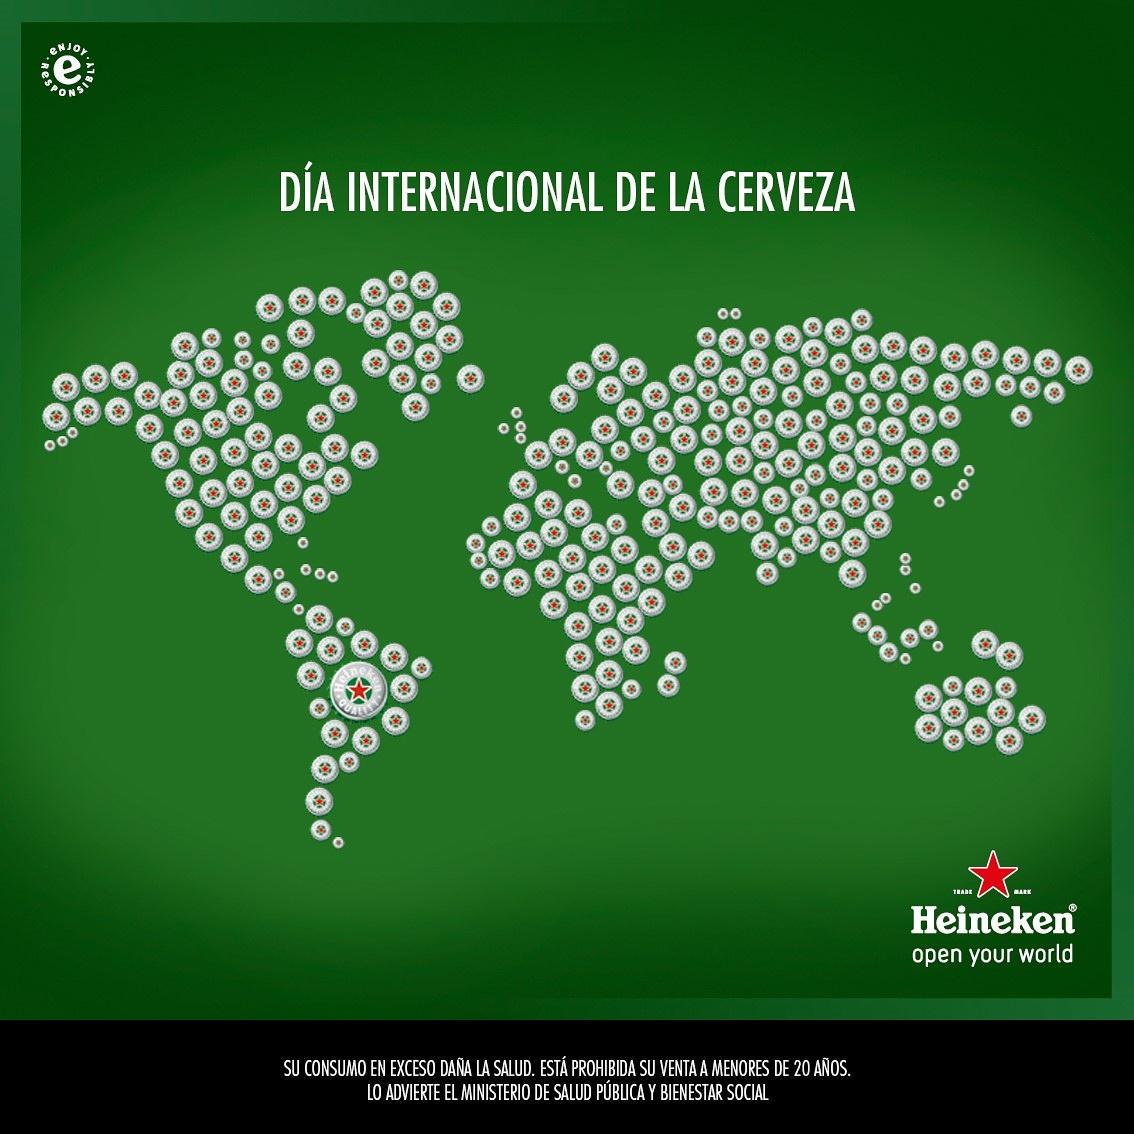 ENJOY RESPONSIBLY
e
DÍA INTERNACIONAL DE LA CERVEZA
Heineken
QUALITY
TRADE MARK
Heineken®
open your world
SU CONSUMO EN EXCESO DAÑA LA SALUD. ESTÁ PROHIBIDA SU VENTA A MENORES DE 20 AÑOS.
LO ADVIERTE EL MINISTERIO DE SALUD PÚBLICA Y BIENESTAR SOCIAL